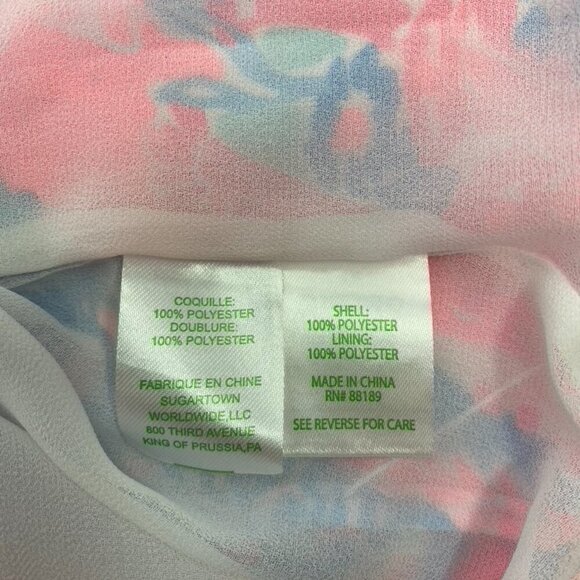 COQUILLE:
100% POLYESTER
DOUBLURE:
100% POLYESTER
FABRIQUE EN CHINE
SUGARTOWN
WORLDWIDE,LLC
800 THIRD AVENUE
KING OF PRUSSIA,PA
SHELL:
100% POLYESTER
LINING:
100% POLYESTER
MADE IN CHINA
RN# 88189
SEE REVERSE FOR CARE